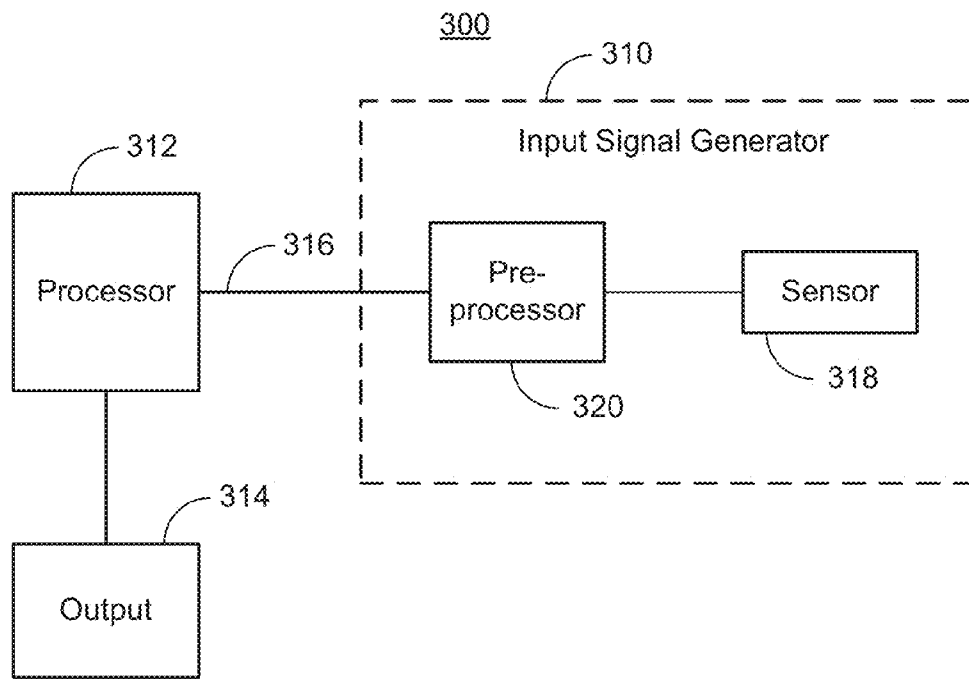 300
310
Input Signal Generator
312
316
Processor
Pre-
processor
Sensor
318
320
314
Output